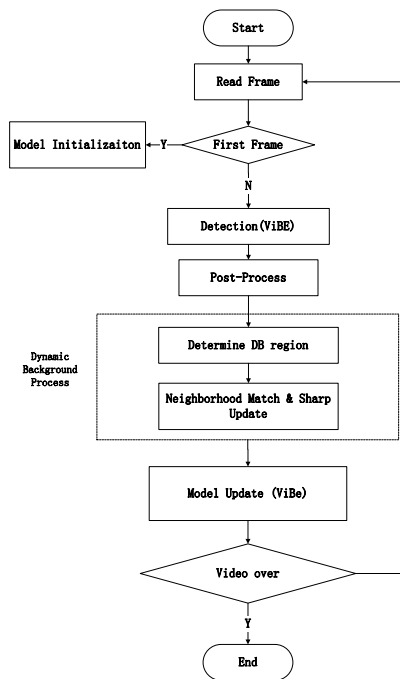 Start
Read Frame
Model Initializaiton
Y
First Frame
N
Detection(ViBE)
Post-Process
Dynamic
Background
Process
Determine DB region
Neighborhood Match & Sharp
Update
Model Update (ViBe)
Video over
Y
End